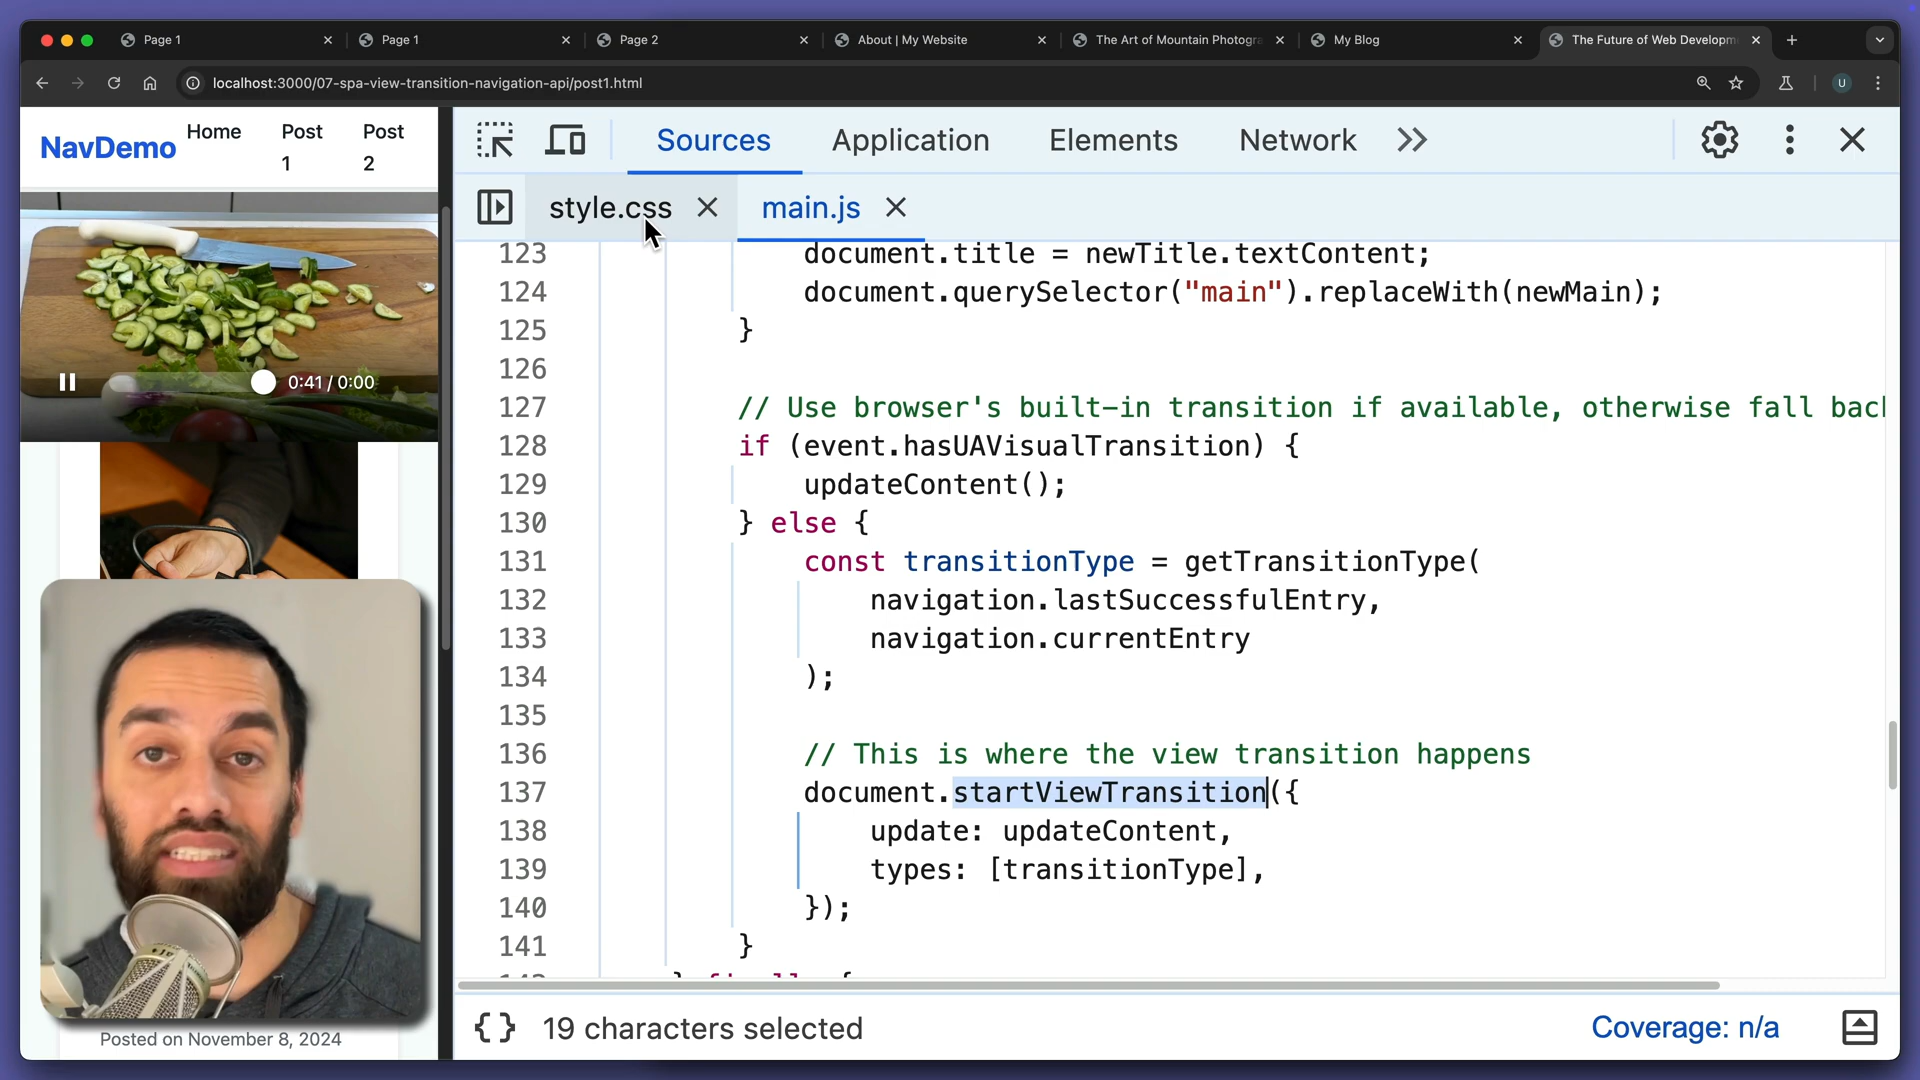 Page 1
Page 1
Page 2
About | My Website
The Art of Mountain Photogra
My Blog
The Future of Web Developm
localhost:3000/07-spa-view-transition-navigation-api/post1.html
U
NavDemo
Home
Post 1
Post 2
0:41 / 0:00
Posted on November 8, 2024
Sources
Application
Elements
Network
style.css
main.js
123 document.title = newTitle.textContent;
124 document.querySelector("main").replaceWith(newMain);
125 }
126
127 // Use browser's built-in transition if available, otherwise fall bac
128 if (event.hasUAVisualTransition) {
129 updateContent();
130 } else {
131 const transitionType = getTransitionType(
132 navigation.lastSuccessfulEntry,
133 navigation.currentEntry
134 );
135
136 // This is where the view transition happens
137 document.startViewTransition({
138 update: updateContent,
139 types: [transitionType],
140 });
141 }
{ } 19 characters selected
Coverage: n/a